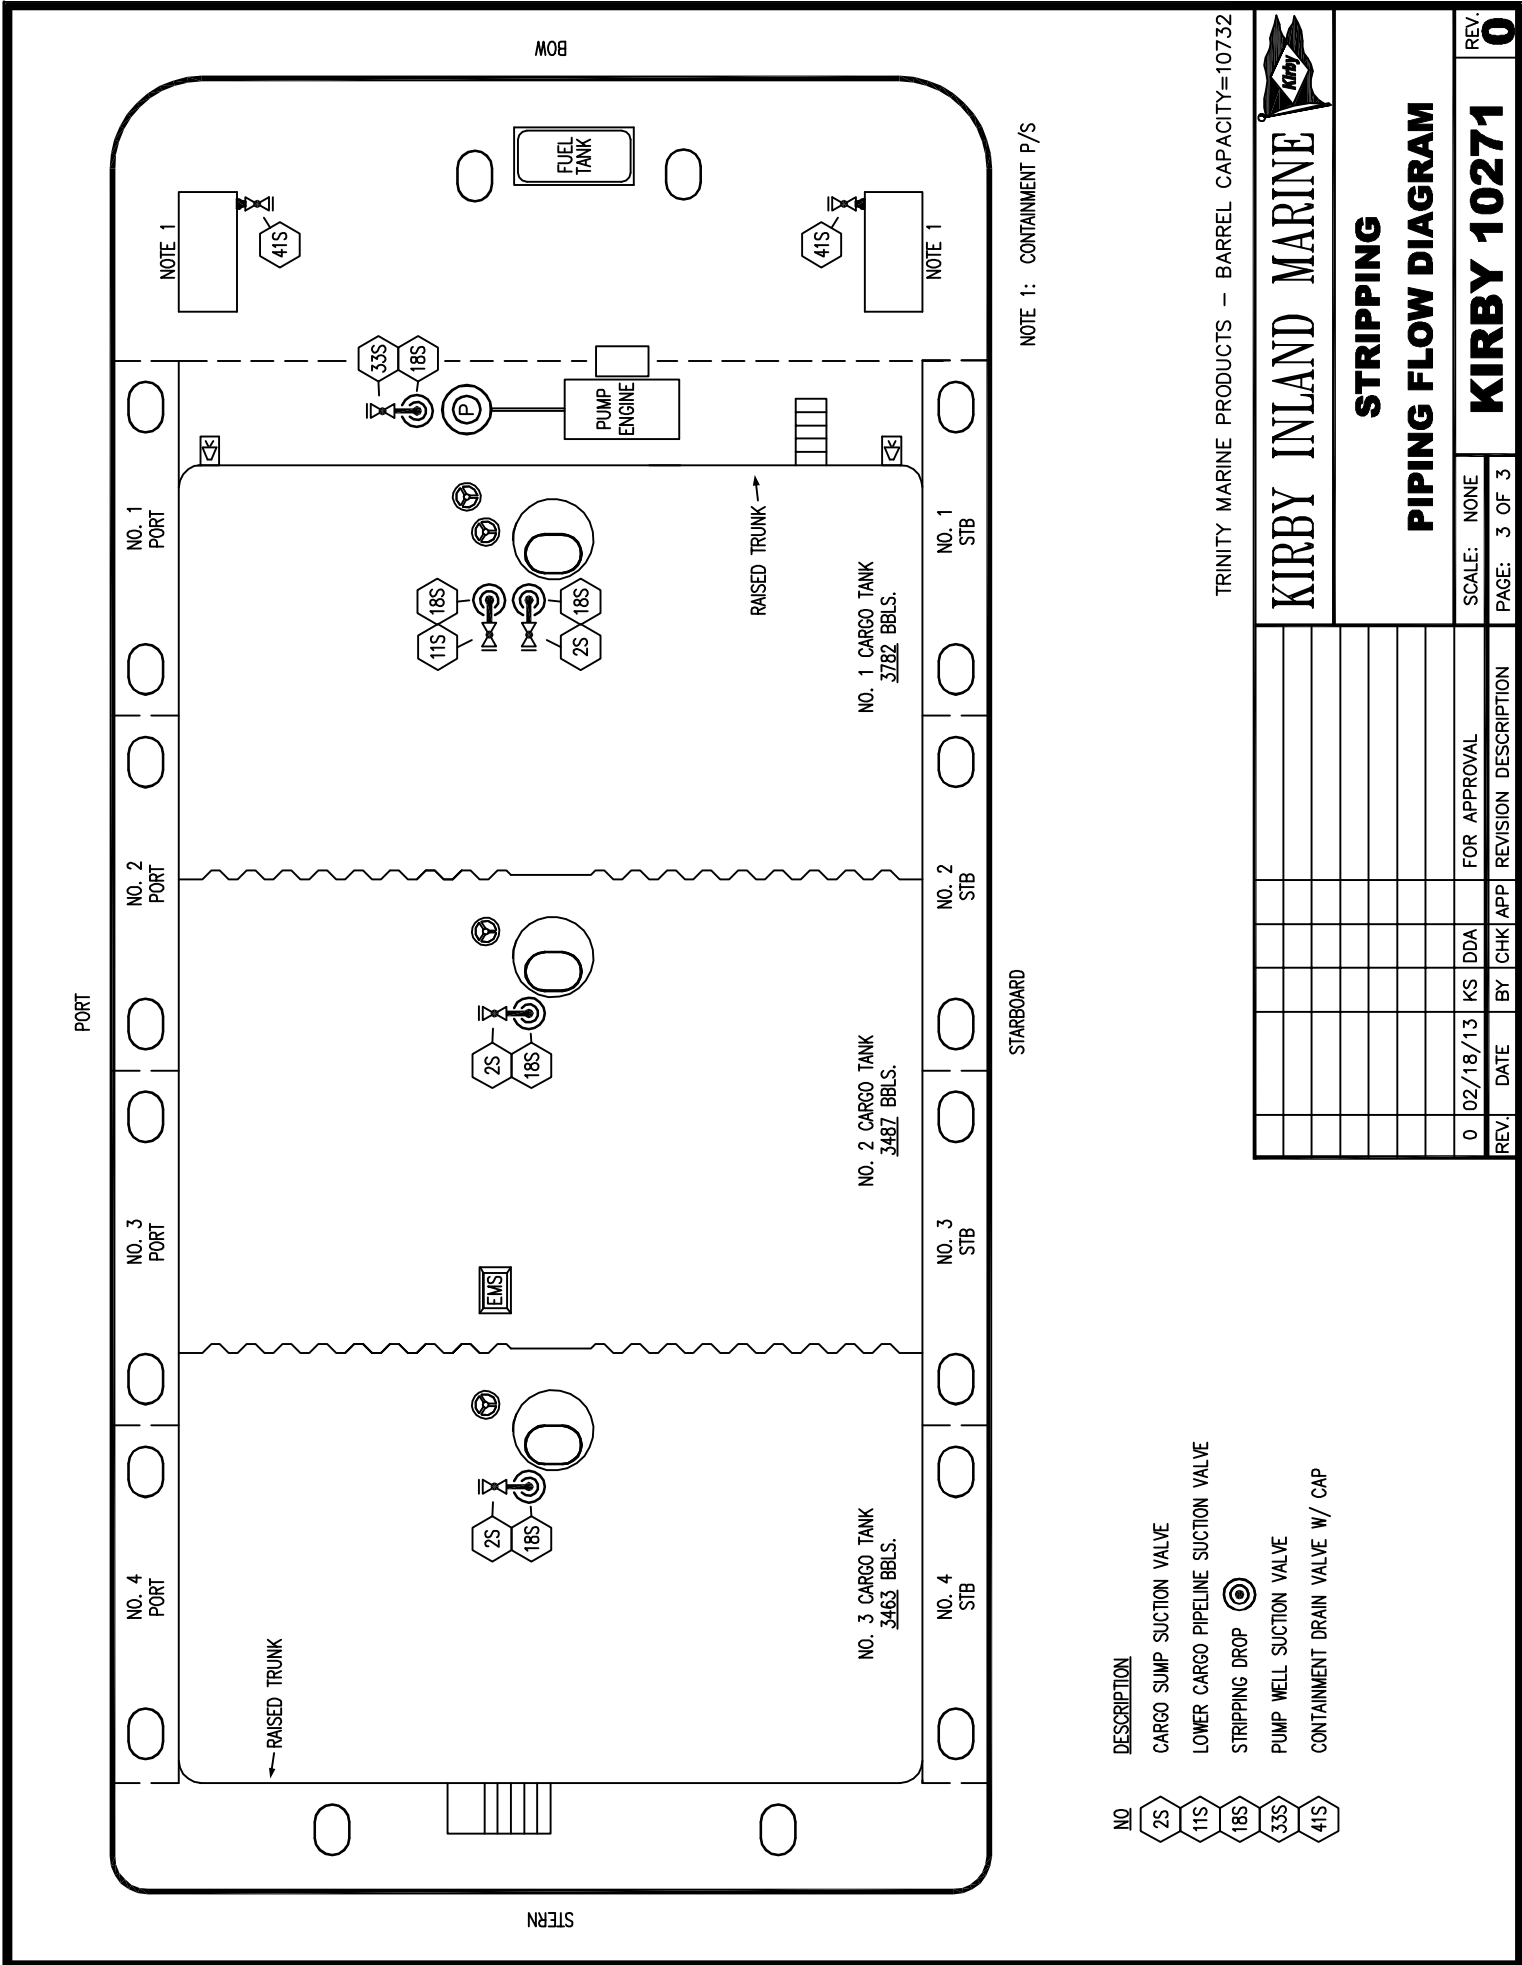 PORT
STERN
BOW
STARBOARD
NO. 4
PORT
NO. 3
PORT
NO. 2
PORT
NO. 1
PORT
RAISED TRUNK
NOTE 1
41S
33S
18S
P
PUMP
ENGINE
FUEL
TANK
11S
18S
18S
2S
2S
18S
EMS
2S
18S
RAISED TRUNK
41S
NOTE 1
NO. 3 CARGO TANK
3463 BBLS.
NO. 2 CARGO TANK
3487 BBLS.
NO. 1 CARGO TANK
3782 BBLS.
NO. 4
STB
NO. 3
STB
NO. 2
STB
NO. 1
STB
NOTE 1: CONTAINMENT P/S
NO DESCRIPTION
2S CARGO SUMP SUCTION VALVE
11S LOWER CARGO PIPELINE SUCTION VALVE
18S STRIPPING DROP
33S PUMP WELL SUCTION VALVE
41S CONTAINMENT DRAIN VALVE W/ CAP
TRINITY MARINE PRODUCTS - BARREL CAPACITY=10732
KIRBY INLAND MARINE
Kirby
STRIPPING
PIPING FLOW DIAGRAM
0 02/18/13 KS DDA FOR APPROVAL
REV. DATE BY CHK APP REVISION DESCRIPTION
SCALE: NONE
PAGE: 3 OF 3
KIRBY 10271
REV.
0